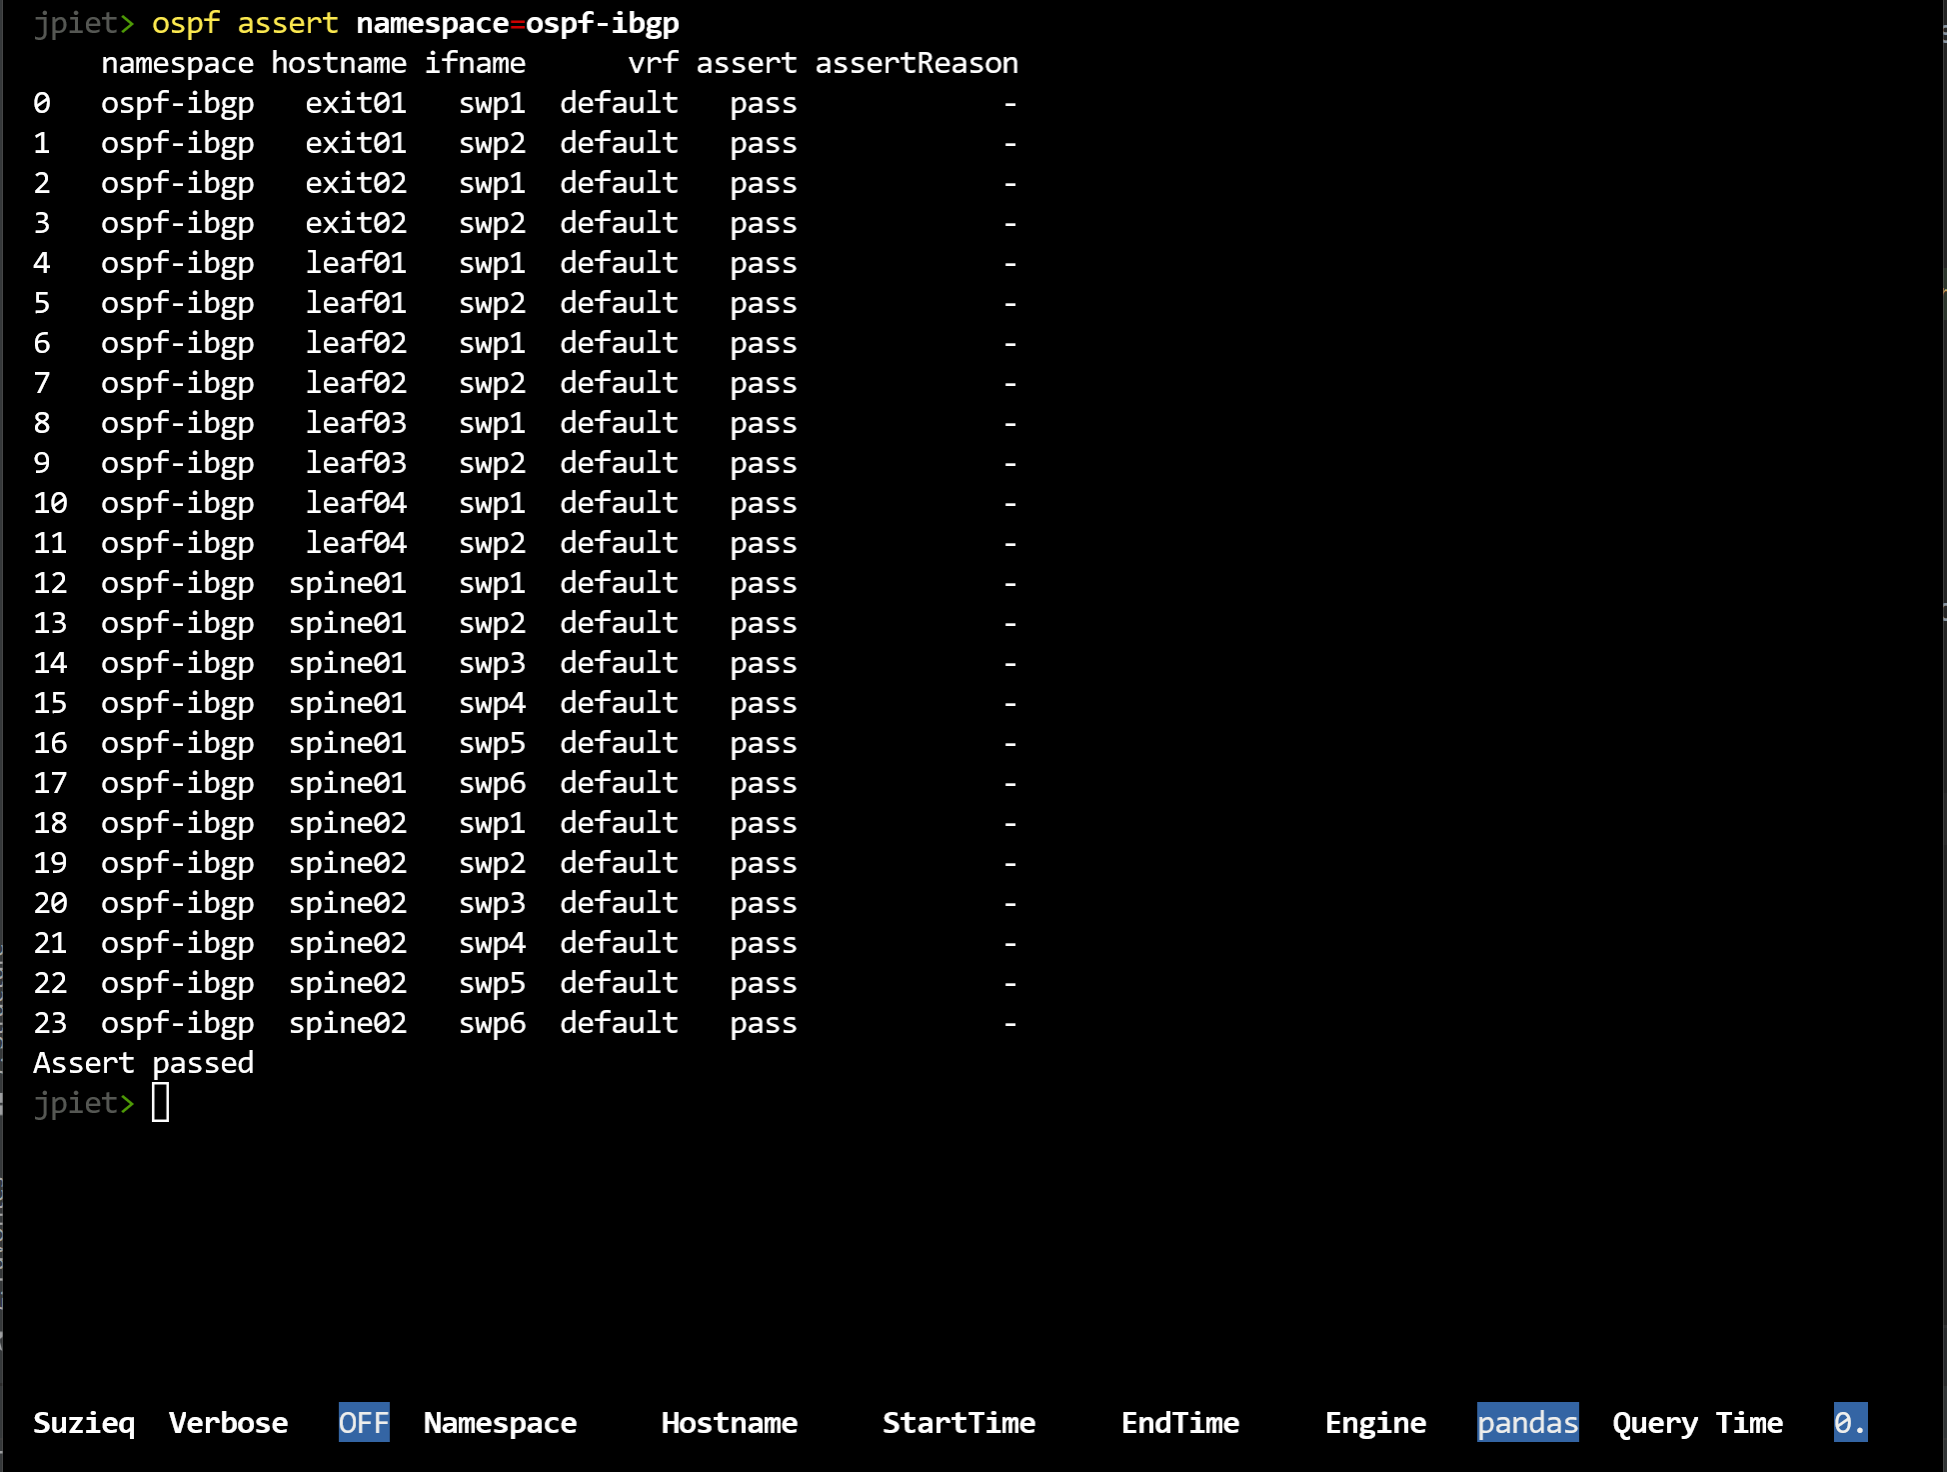 jpiet> ospf assert namespace=ospf-ibgp
namespace hostname ifname vrf assert assertReason
0 ospf-ibgp exit01 swp1 default pass -
1 ospf-ibgp exit01 swp2 default pass -
2 ospf-ibgp exit02 swp1 default pass -
3 ospf-ibgp exit02 swp2 default pass -
4 ospf-ibgp leaf01 swp1 default pass -
5 ospf-ibgp leaf01 swp2 default pass -
6 ospf-ibgp leaf02 swp1 default pass -
7 ospf-ibgp leaf02 swp2 default pass -
8 ospf-ibgp leaf03 swp1 default pass -
9 ospf-ibgp leaf03 swp2 default pass -
10 ospf-ibgp leaf04 swp1 default pass -
11 ospf-ibgp leaf04 swp2 default pass -
12 ospf-ibgp spine01 swp1 default pass -
13 ospf-ibgp spine01 swp2 default pass -
14 ospf-ibgp spine01 swp3 default pass -
15 ospf-ibgp spine01 swp4 default pass -
16 ospf-ibgp spine01 swp5 default pass -
17 ospf-ibgp spine01 swp6 default pass -
18 ospf-ibgp spine02 swp1 default pass -
19 ospf-ibgp spine02 swp2 default pass -
20 ospf-ibgp spine02 swp3 default pass -
21 ospf-ibgp spine02 swp4 default pass -
22 ospf-ibgp spine02 swp5 default pass -
23 ospf-ibgp spine02 swp6 default pass -
Assert passed
jpiet>
Suzieq Verbose OFF Namespace Hostname StartTime EndTime Engine pandas Query Time 0.